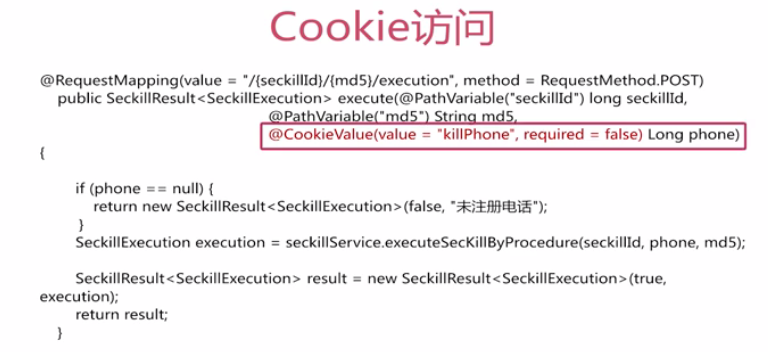 Cookie访问
@RequestMapping(value = "/{seckillId}/{md5}/execution", method = RequestMethod.POST)
public SeckillResult<SeckillExecution> execute(@PathVariable("seckillId") long seckillId,
@PathVariable("md5") String md5,
@CookieValue(value = "killPhone", required = false) Long phone)
{
if (phone == null) {
return new SeckillResult<SeckillExecution>(false, "未注册电话");
}
SeckillExecution execution = seckillService.executeSecKillByProcedure(seckillId, phone, md5);
SeckillResult<SeckillExecution> result = new SeckillResult<SeckillExecution>(true,
execution);
return result;
}